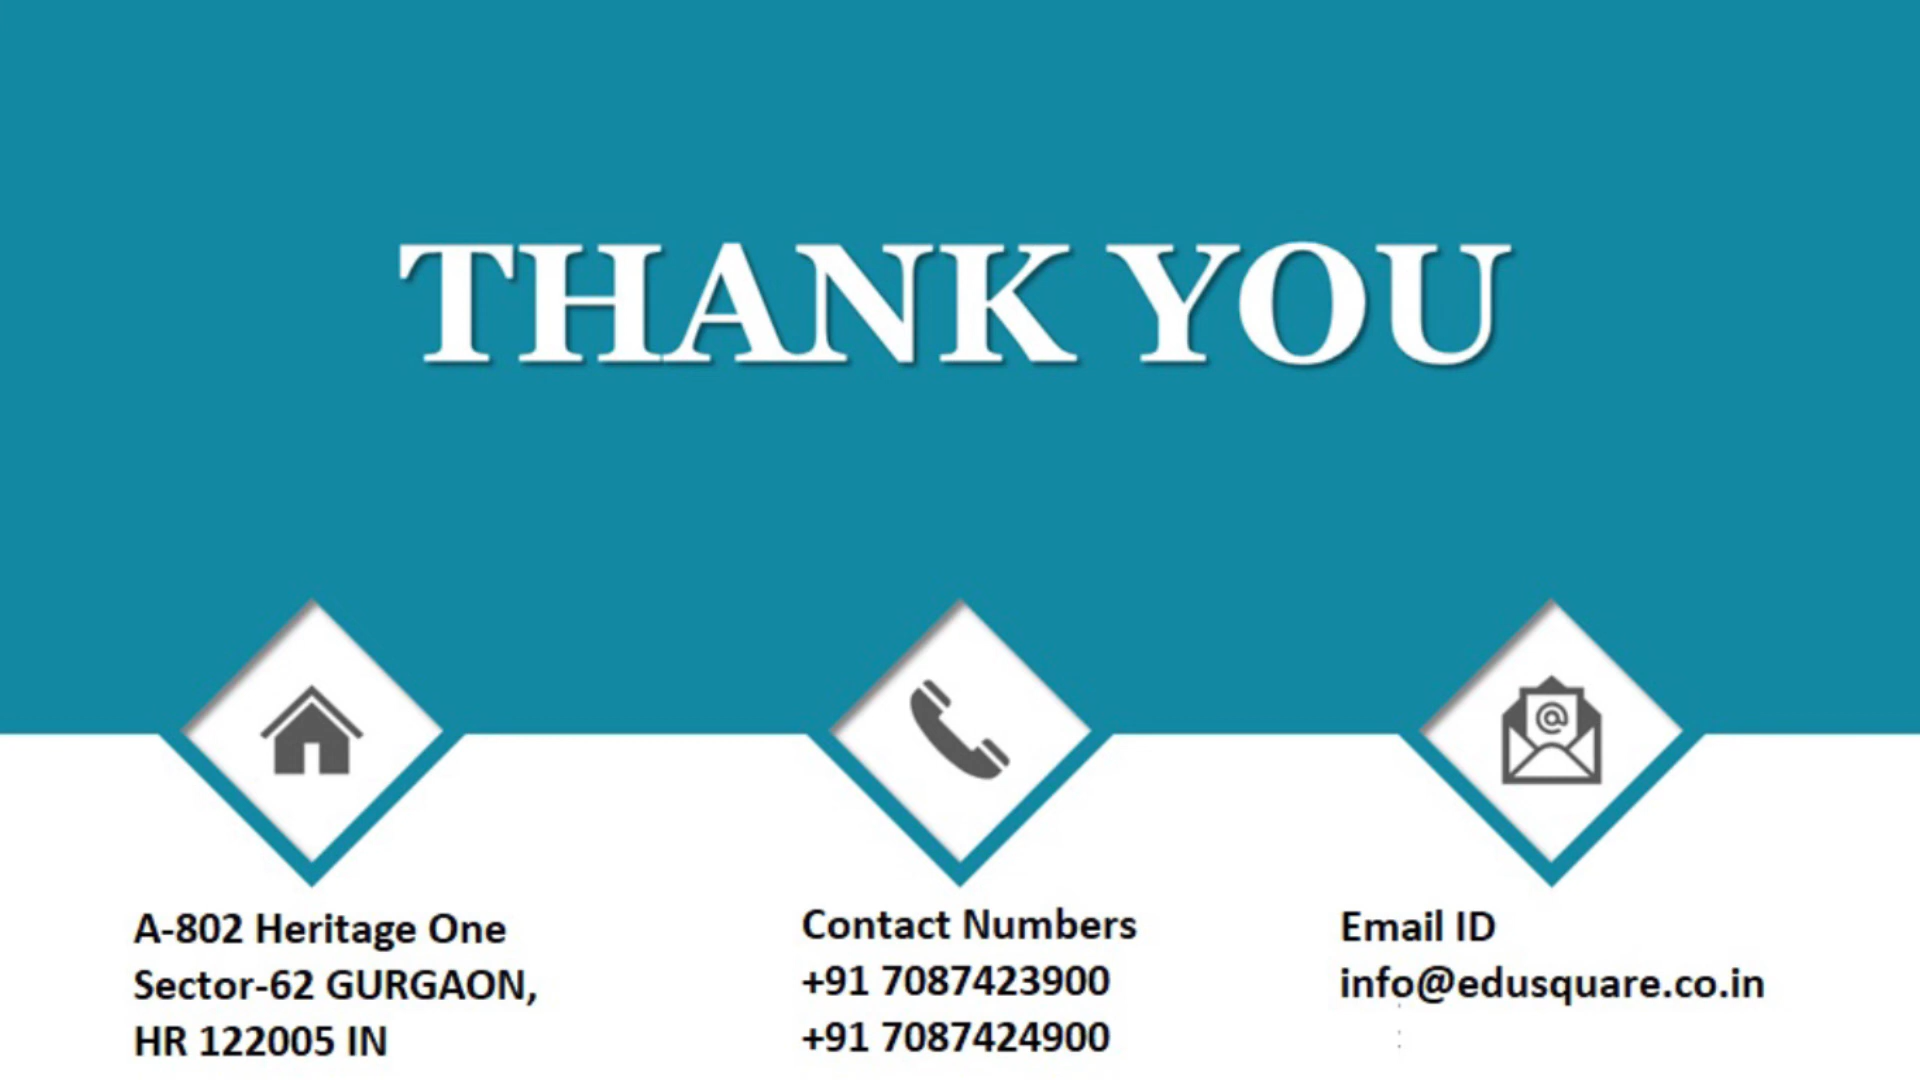 THANK YOU
A-802 Heritage One
Sector-62 GURGAON,
HR 122005 IN
Contact Numbers
+91 7087423900
+91 7087424900
Email ID
info@edusquare.co.in